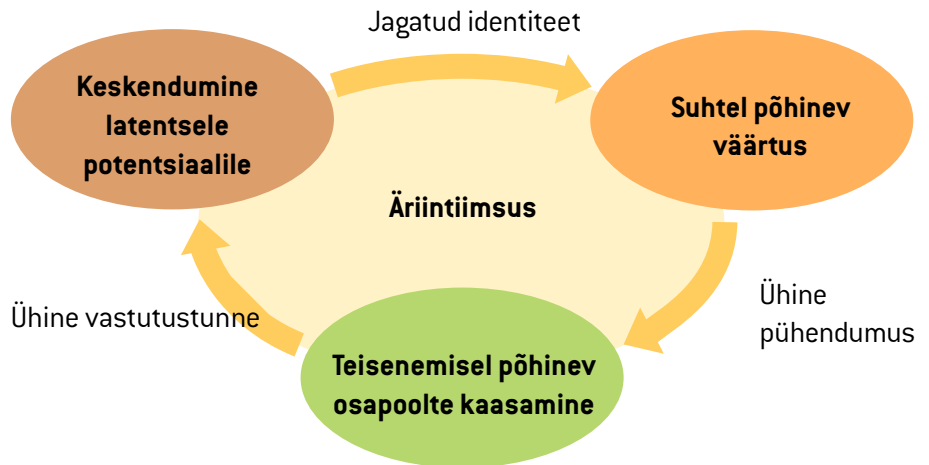 Jagatud identiteet
Keskendumine
latentsele
potentsiaalile
Suhtel põhinev
väärtus
Äriintiimsus
Ühine vastutustunne
Ühine
pühendumus
Teisenemisel põhinev
osapoolte kaasamine